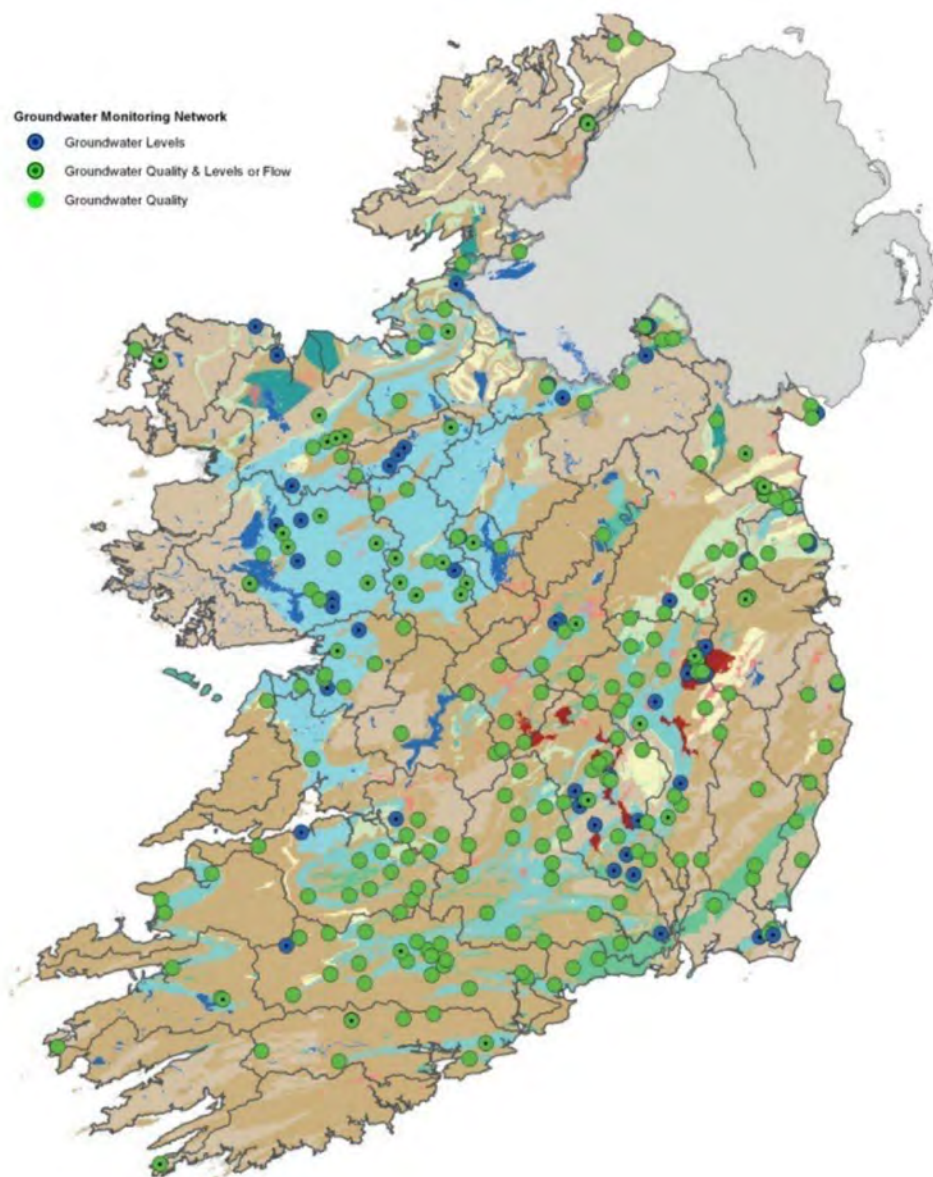 Groundwater Monitoring Network
Groundwater Levels
Groundwater Quality & Levels or Flow
Groundwater Quality